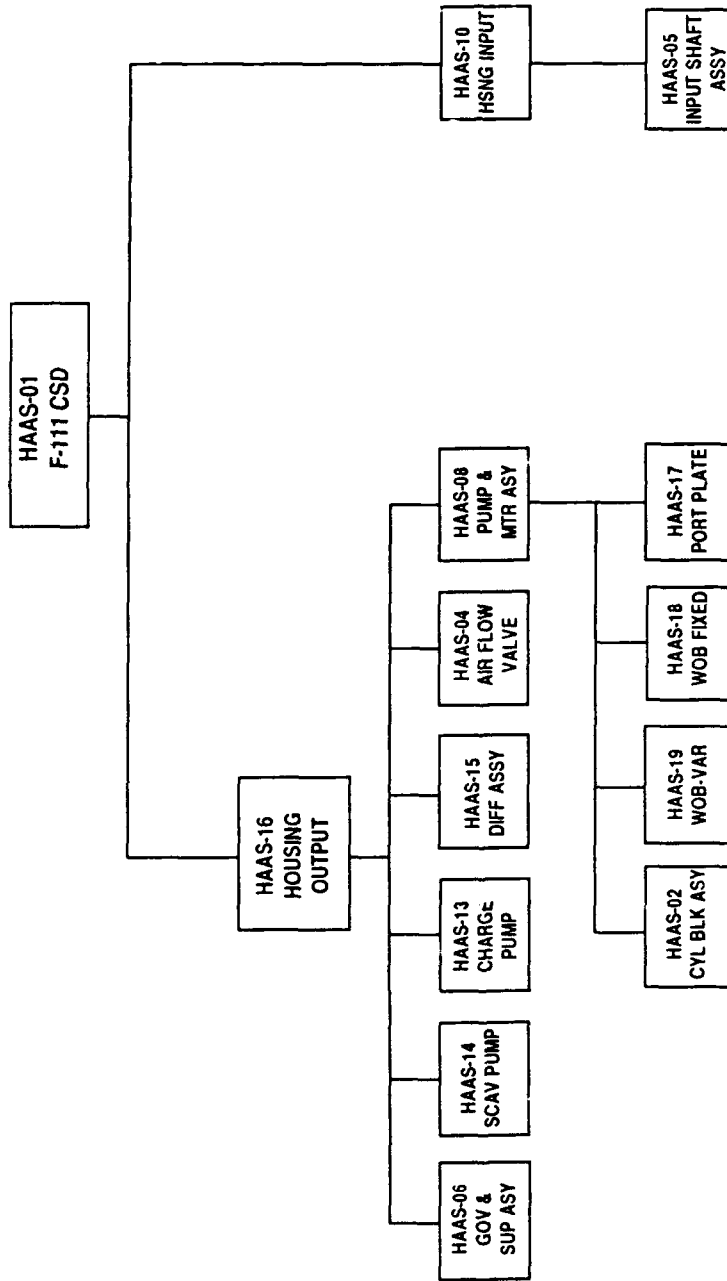 HAAS-01
F-111 CSD
HAAS-16
HOUSING
OUTPUT
HAAS-10
HSNG INPUT
HAAS-06
GOV &
SUP ASY
HAAS-14
SCAV PUMP
HAAS-13
CHARGE
PUMP
HAAS-15
DIFF ASSY
HAAS-04
AIR FLOW
VALVE
HAAS-08
PUMP &
MTR ASY
HAAS-05
INPUT SHAFT
ASSY
HAAS-02
CYL BLK ASY
HAAS-19
WOB-VAR
HAAS-18
WOB FIXED
HAAS-17
PORT PLATE